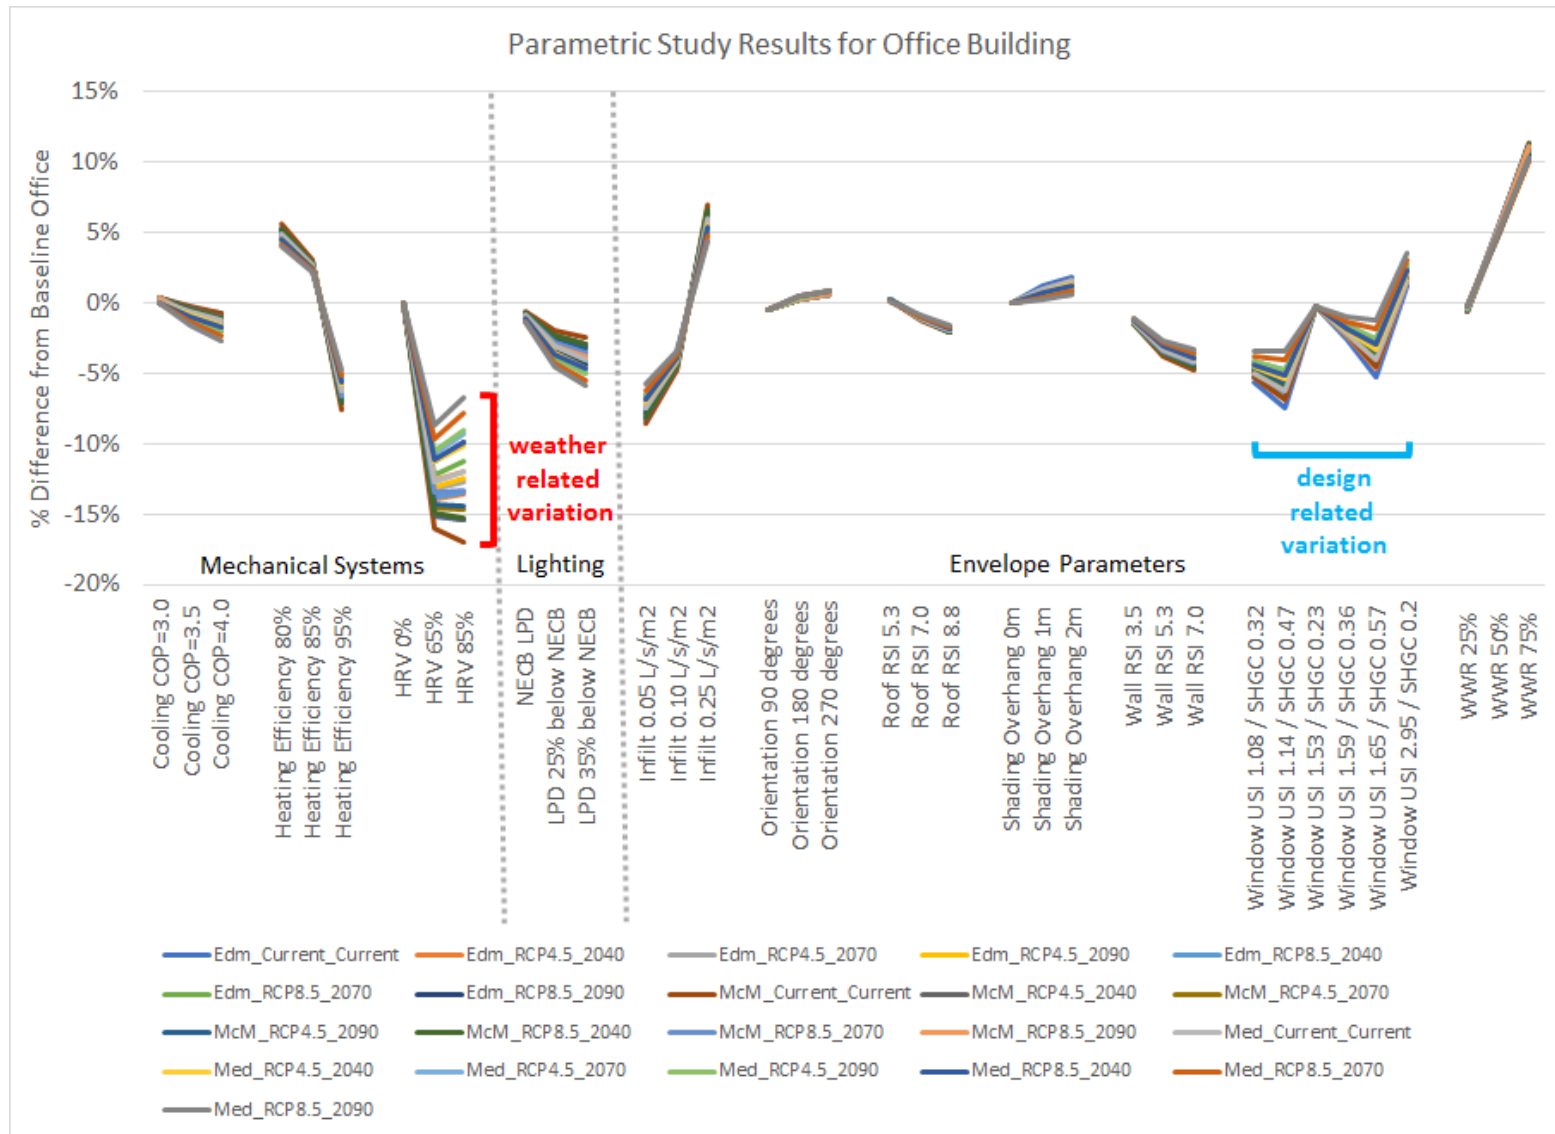 Parametric Study Results for Office Building
% Difference from Baseline Office
15%
10%
5%
0%
-5%
-10%
-15%
-20%
weather
related
variation
design
related
variation
Mechanical Systems
Lighting
Envelope Parameters
Cooling COP=3.0
Cooling COP=3.5
Cooling COP=4.0
Heating Efficiency 80%
Heating Efficiency 85%
Heating Efficiency 95%
HRV 0%
HRV 65%
HRV 85%
NECB LPD
LPD 25% below NECB
LPD 35% below NECB
Infilt 0.05 L/s/m2
Infilt 0.10 L/s/m2
Infilt 0.25 L/s/m2
Orientation 90 degrees
Orientation 180 degrees
Orientation 270 degrees
Roof RSI 5.3
Roof RSI 7.0
Roof RSI 8.8
Shading Overhang 0m
Shading Overhang 1m
Shading Overhang 2m
Wall RSI 3.5
Wall RSI 5.3
Wall RSI 7.0
Window USI 1.08 / SHGC 0.32
Window USI 1.14 / SHGC 0.47
Window USI 1.53 / SHGC 0.23
Window USI 1.59 / SHGC 0.36
Window USI 1.65 / SHGC 0.57
Window USI 2.95 / SHGC 0.2
WWR 25%
WWR 50%
WWR 75%
Edm_Current_Current
Edm_RCP4.5_2040
Edm_RCP4.5_2070
Edm_RCP4.5_2090
Edm_RCP8.5_2040
Edm_RCP8.5_2070
Edm_RCP8.5_2090
McM_Current_Current
McM_RCP4.5_2040
McM_RCP4.5_2070
McM_RCP4.5_2090
McM_RCP8.5_2040
McM_RCP8.5_2070
McM_RCP8.5_2090
Med_Current_Current
Med_RCP4.5_2040
Med_RCP4.5_2070
Med_RCP4.5_2090
Med_RCP8.5_2040
Med_RCP8.5_2070
Med_RCP8.5_2090